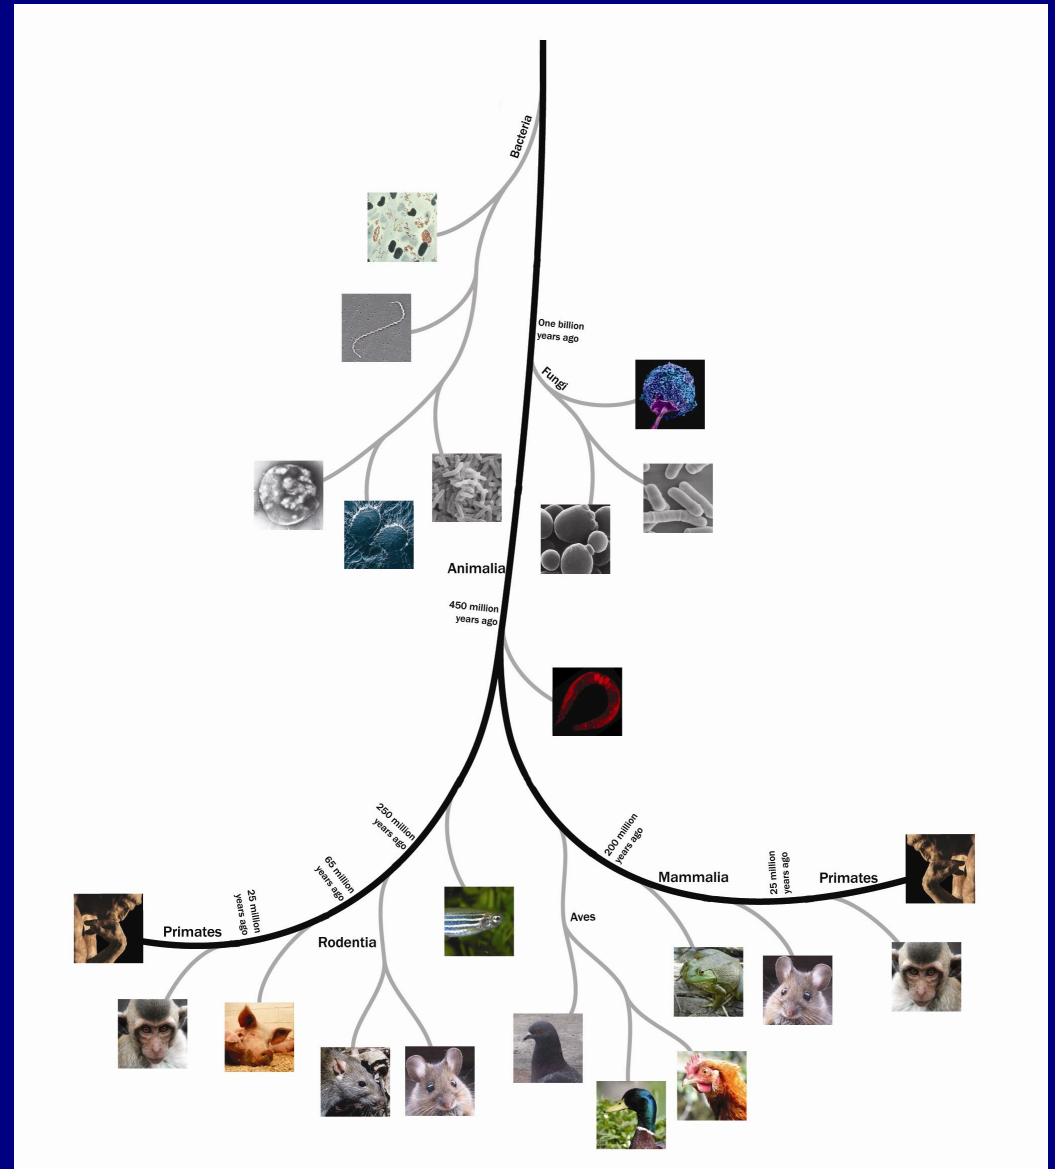 Bacteria
One billion
years ago
Fungi
Animalia
450 million
years ago
250 million
years ago
65 million
years ago
25 million
years ago
Primates
Rodentia
Aves
200 million
years ago
Mammalia
25 million
years ago
Primates